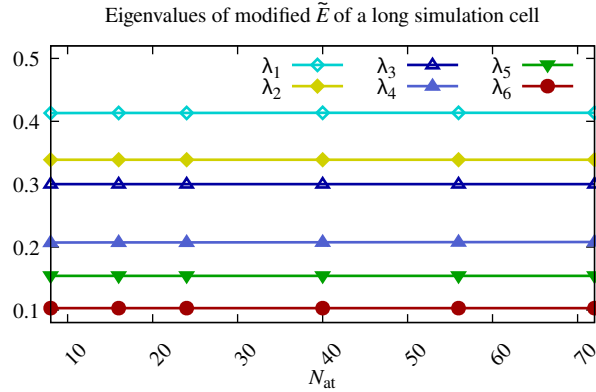 Eigenvalues of modified Ẽ of a long simulation cell
0.5
λ₁ λ₃ λ₅
λ₂ λ₄ λ₆
0.4
0.3
0.2
0.1
10 20 30 40 50 60 70
N_at